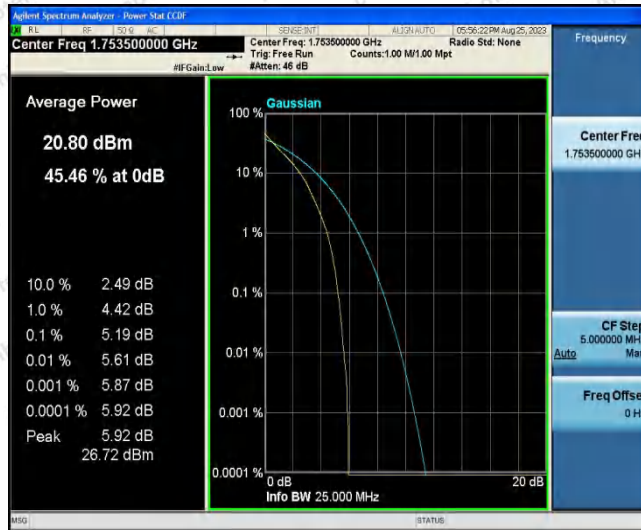 Agilent Spectrum Analyzer - Power Stat CCDF
RL RF 50 Ω AC SENSE:INT ALIGN AUTO 05:56:22 PM Aug 25, 2023
Center Freq 1.753500000 GHz
Center Freq: 1.753500000 GHz Radio Std: None
Trig: Free Run Counts:1.00 M/1.00 Mpt
#IFGain:Low #Atten: 46 dB
Frequency
Average Power
20.80 dBm
45.46 % at 0dB
10.0 % 2.49 dB
1.0 % 4.42 dB
0.1 % 5.19 dB
0.01 % 5.61 dB
0.001 % 5.87 dB
0.0001 % 5.92 dB
Peak 5.92 dB
26.72 dBm
Gaussian
100 %
10 %
1 %
0.1 %
0.01 %
0.001 %
0.0001 %
0 dB 20 dB
Info BW 25.000 MHz
Center Fre
1.753500000 GH
CF Step
5.000000 MH
Auto Ma
Freq Offse
0 H
MSG STATUS